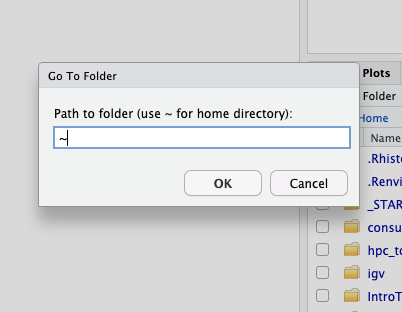 Go To Folder
Path to folder (use ~ for home directory):
~
OK
Cancel
Plots
Folder
Home
Name
.Rhist
.Renvi
_STAR
consu
hpc_to
igv
IntroT